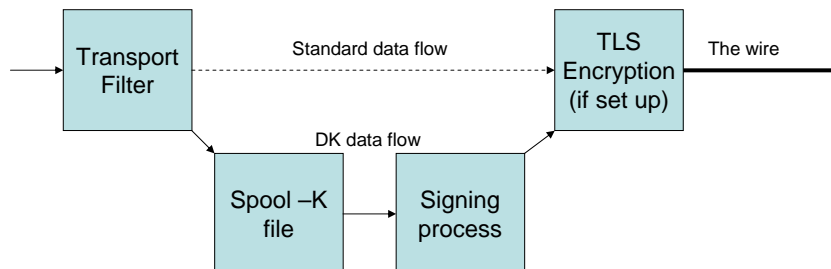 Transport
Filter
Standard data flow
TLS
Encryption
(if set up)
The wire
DK data flow
Spool –K
file
Signing
process